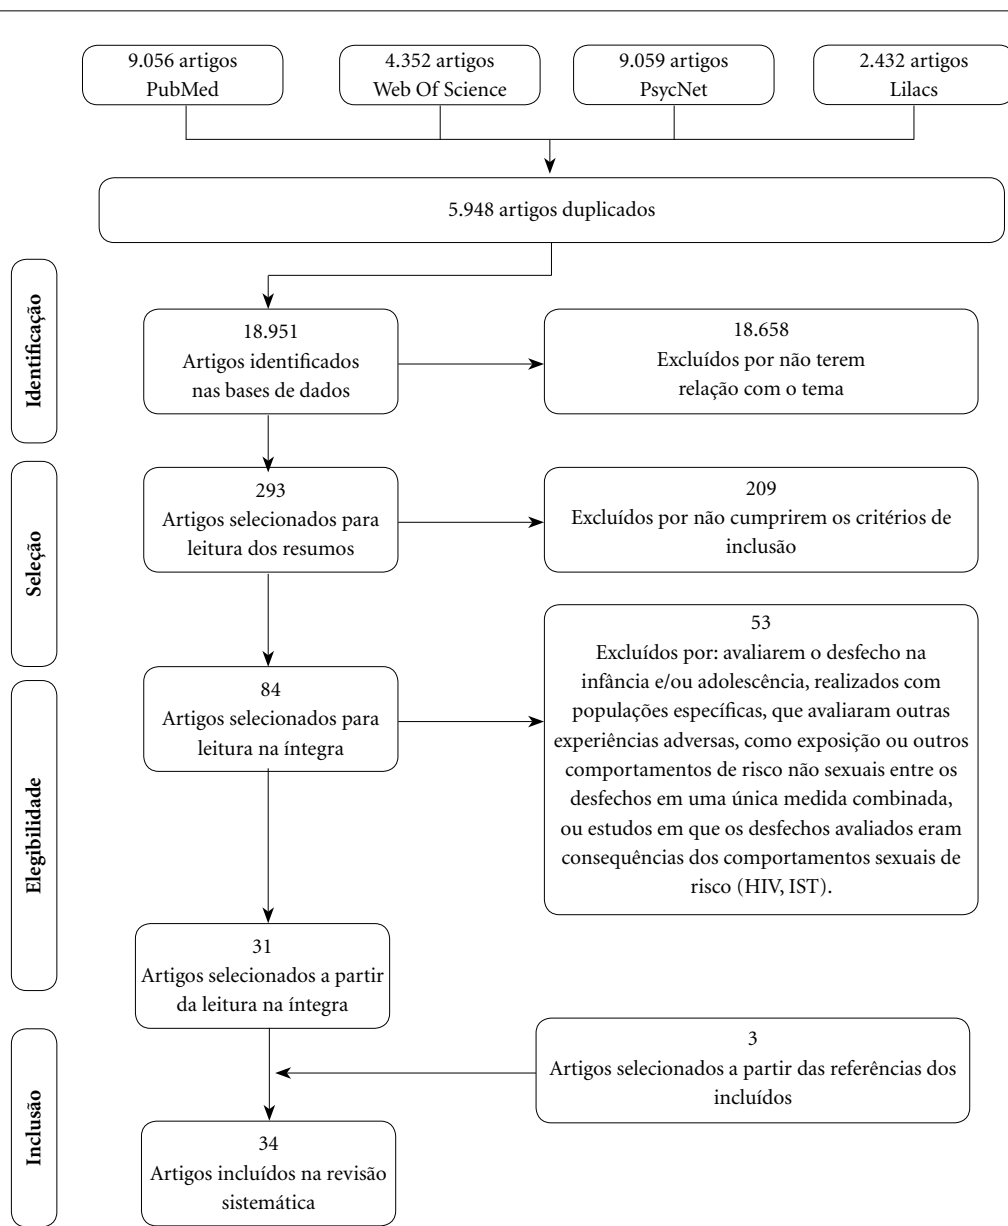 9.056 artigos
PubMed
4.352 artigos
Web Of Science
9.059 artigos
PsycNet
2.432 artigos
Lilacs
5.948 artigos duplicados
Identificação
18.951
Artigos identificados
nas bases de dados
18.658
Excluídos por não terem
relação com o tema
Seleção
293
Artigos selecionados para
leitura dos resumos
209
Excluídos por não cumprirem os critérios de
inclusão
Elegibilidade
84
Artigos selecionados para
leitura na íntegra
53
Excluídos por: avaliarem o desfecho na
infância e/ou adolescência, realizados com
populações específicas, que avaliaram outras
experiências adversas, como exposição ou outros
comportamentos de risco não sexuais entre os
desfechos em uma única medida combinada,
ou estudos em que os desfechos avaliados eram
consequências dos comportamentos sexuais de
risco (HIV, IST).
31
Artigos selecionados a partir
da leitura na íntegra
Inclusão
3
Artigos selecionados a partir das referências dos
incluídos
34
Artigos incluídos na revisão
sistemática